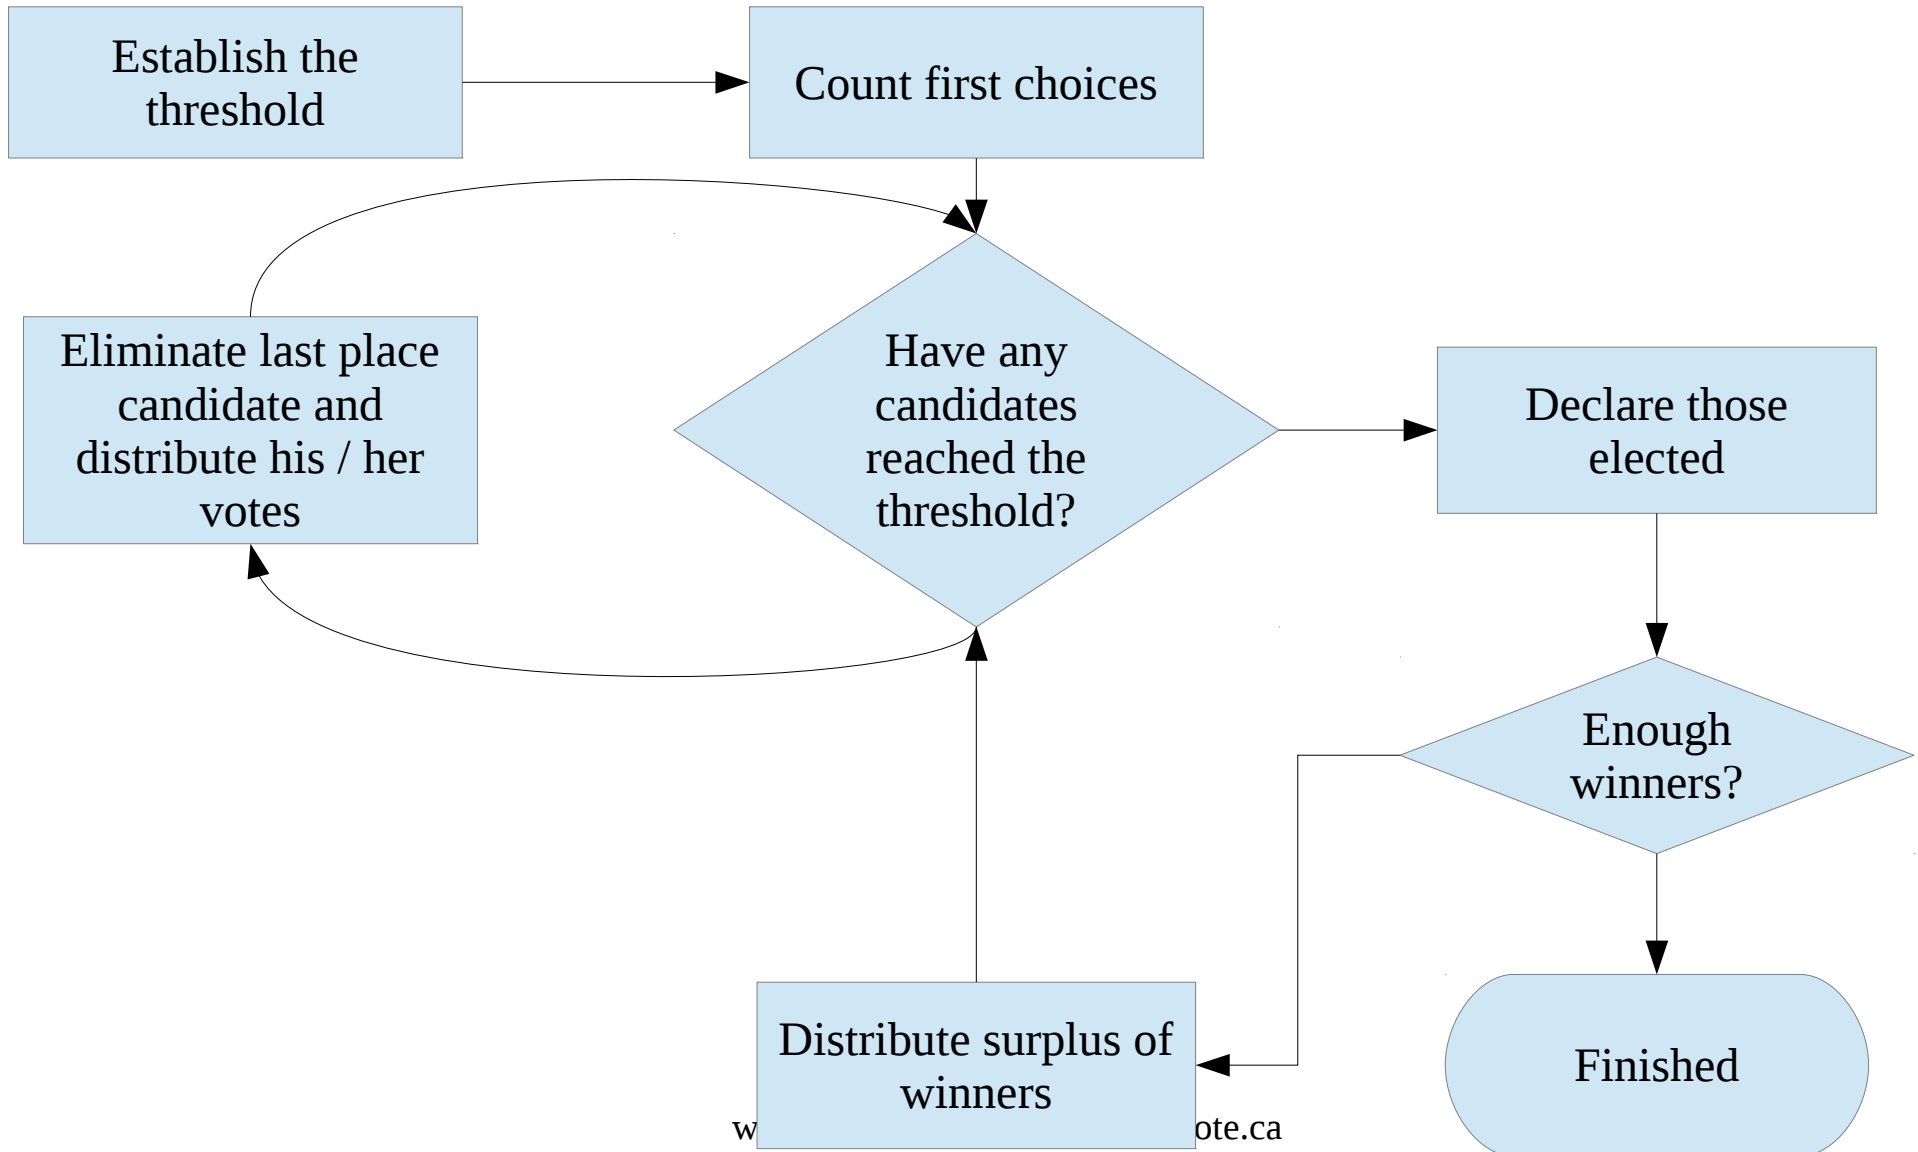 Establish the
threshold
Count first choices
Eliminate last place
candidate and
distribute his / her
votes
Have any
candidates
reached the
threshold?
Declare those
elected
Enough
winners?
Distribute surplus of
winners
Finished
w
ote.ca